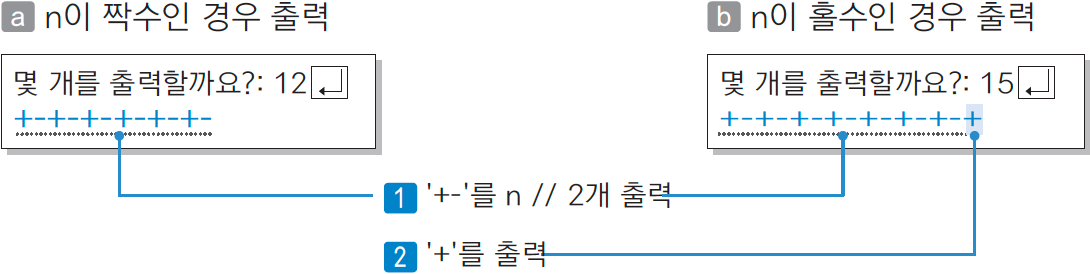 a n이 짝수인 경우 출력
몇 개를 출력할까요?: 12
+-+-+-+-+-+-
b n이 홀수인 경우 출력
몇 개를 출력할까요?: 15
+-+-+-+-+-+-+-+
1 '+-'를 n // 2개 출력
2 '+'를 출력